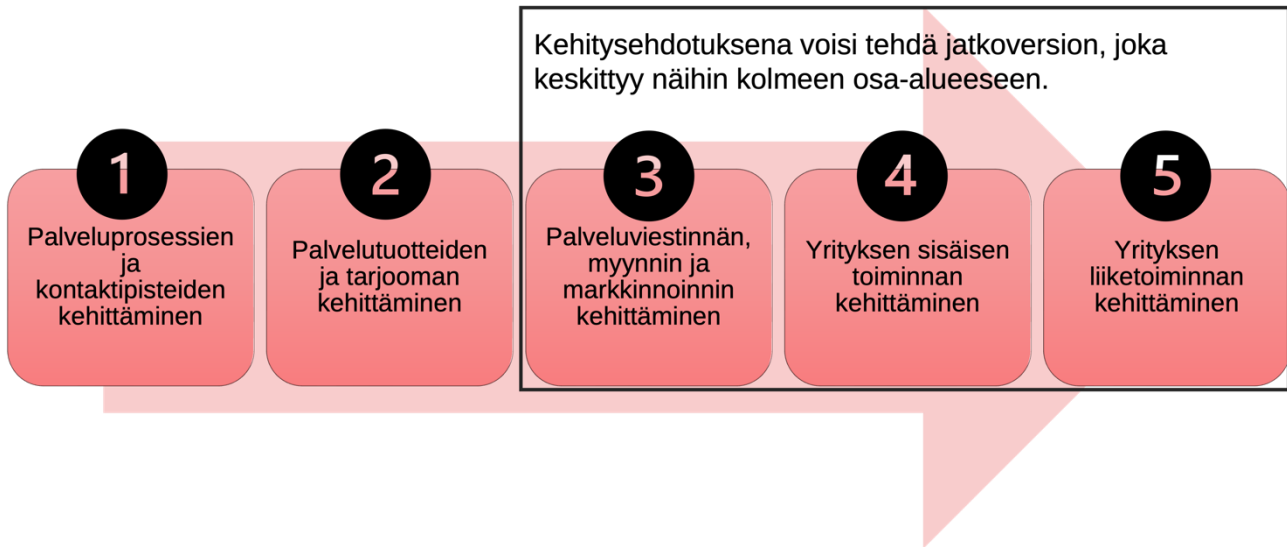 Kehitysehdotuksena voisi tehdä jatkoversion, joka
keskittyy näihin kolmeen osa-alueeseen.
1
Palveluprosessien
ja
kontaktipisteiden
kehittäminen
2
Palvelutuotteiden
ja tarjooman
kehittäminen
3
Palveluviestinnän,
myynnin ja
markkinnoinnin
kehittäminen
4
Yrityksen sisäisen
toiminnan
kehittäminen
5
Yrityksen
liiketoiminnan
kehittäminen